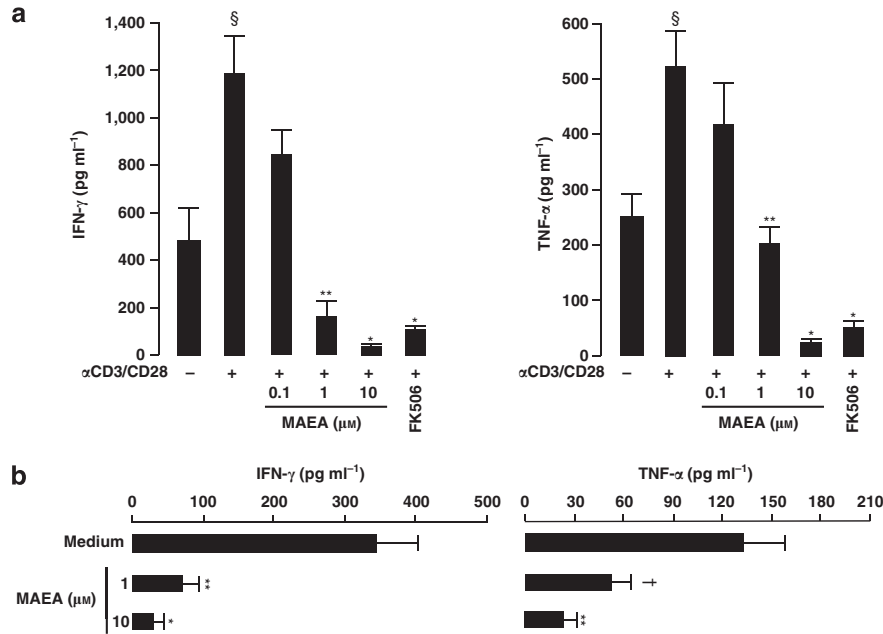 a
§
§
IFN-γ (pg ml⁻¹)
1,400
1,200
1,000
800
600
400
200
0
**
*
*
αCD3/CD28 – + + + + +
0.1 1 10
MAEA (μM)
FK506
TNF-α (pg ml⁻¹)
600
500
400
300
200
100
0
**
*
*
αCD3/CD28 – + + + + +
0.1 1 10
MAEA (μM)
FK506
b
IFN-γ (pg ml⁻¹)
0 100 200 300 400 500
Medium
MAEA (μM)
1 **
10 *
TNF-α (pg ml⁻¹)
0 30 60 90 120 150 180 210
†
**